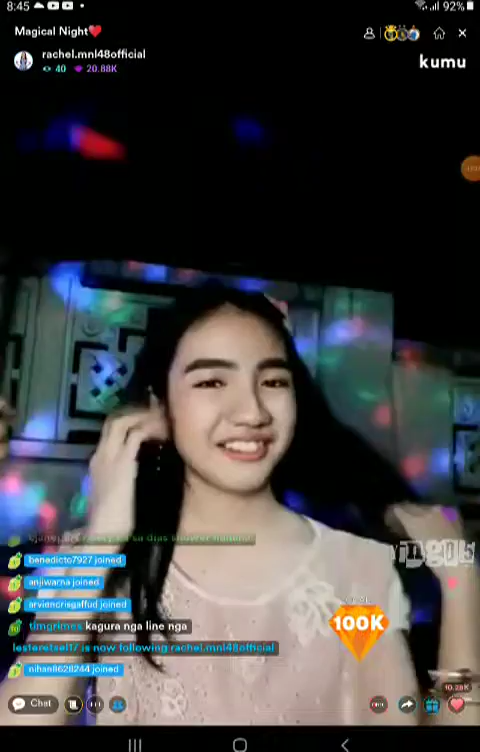 8:45
92%
Magical Night❤️
rachel.mnl48official
40 20.88K
kumu
benedicto7927 joined
anjiwarna joined
arviencrisgaffud joined
timgrimes kagura nga line nga
lesteretsel17 is now following rachel.mnl48official
nihan8628244 joined
100K
10.28K
Chat